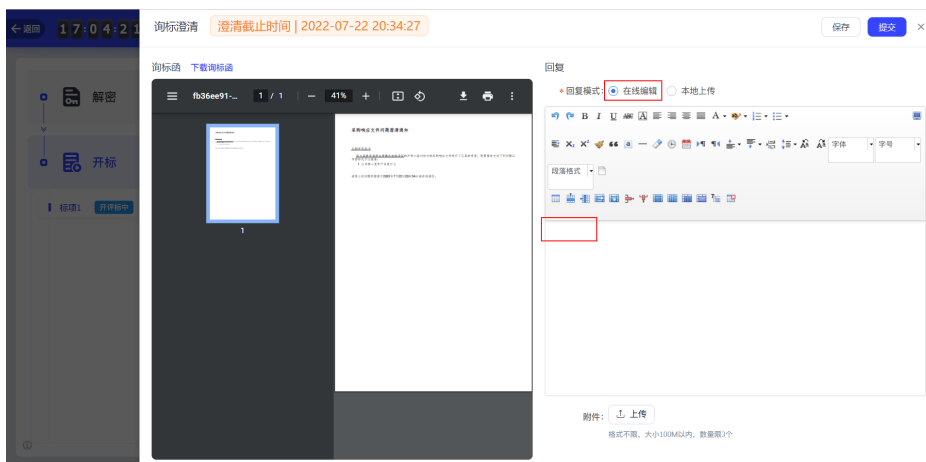 返回 17:04:21 询标澄清 澄清截止时间 | 2022-07-22 20:34:27 保存 提交 ×
询标函 下载询标函 回复
* 回复模式: 在线编辑 本地上传
解密
开标
标项1 开评标中
fb36ee91-... 1 / 1 — 41% +
采购响应文件问题澄清通知
1
字体 字号
段落格式
附件: 上传
格式不限，大小100M以内，数量限3个